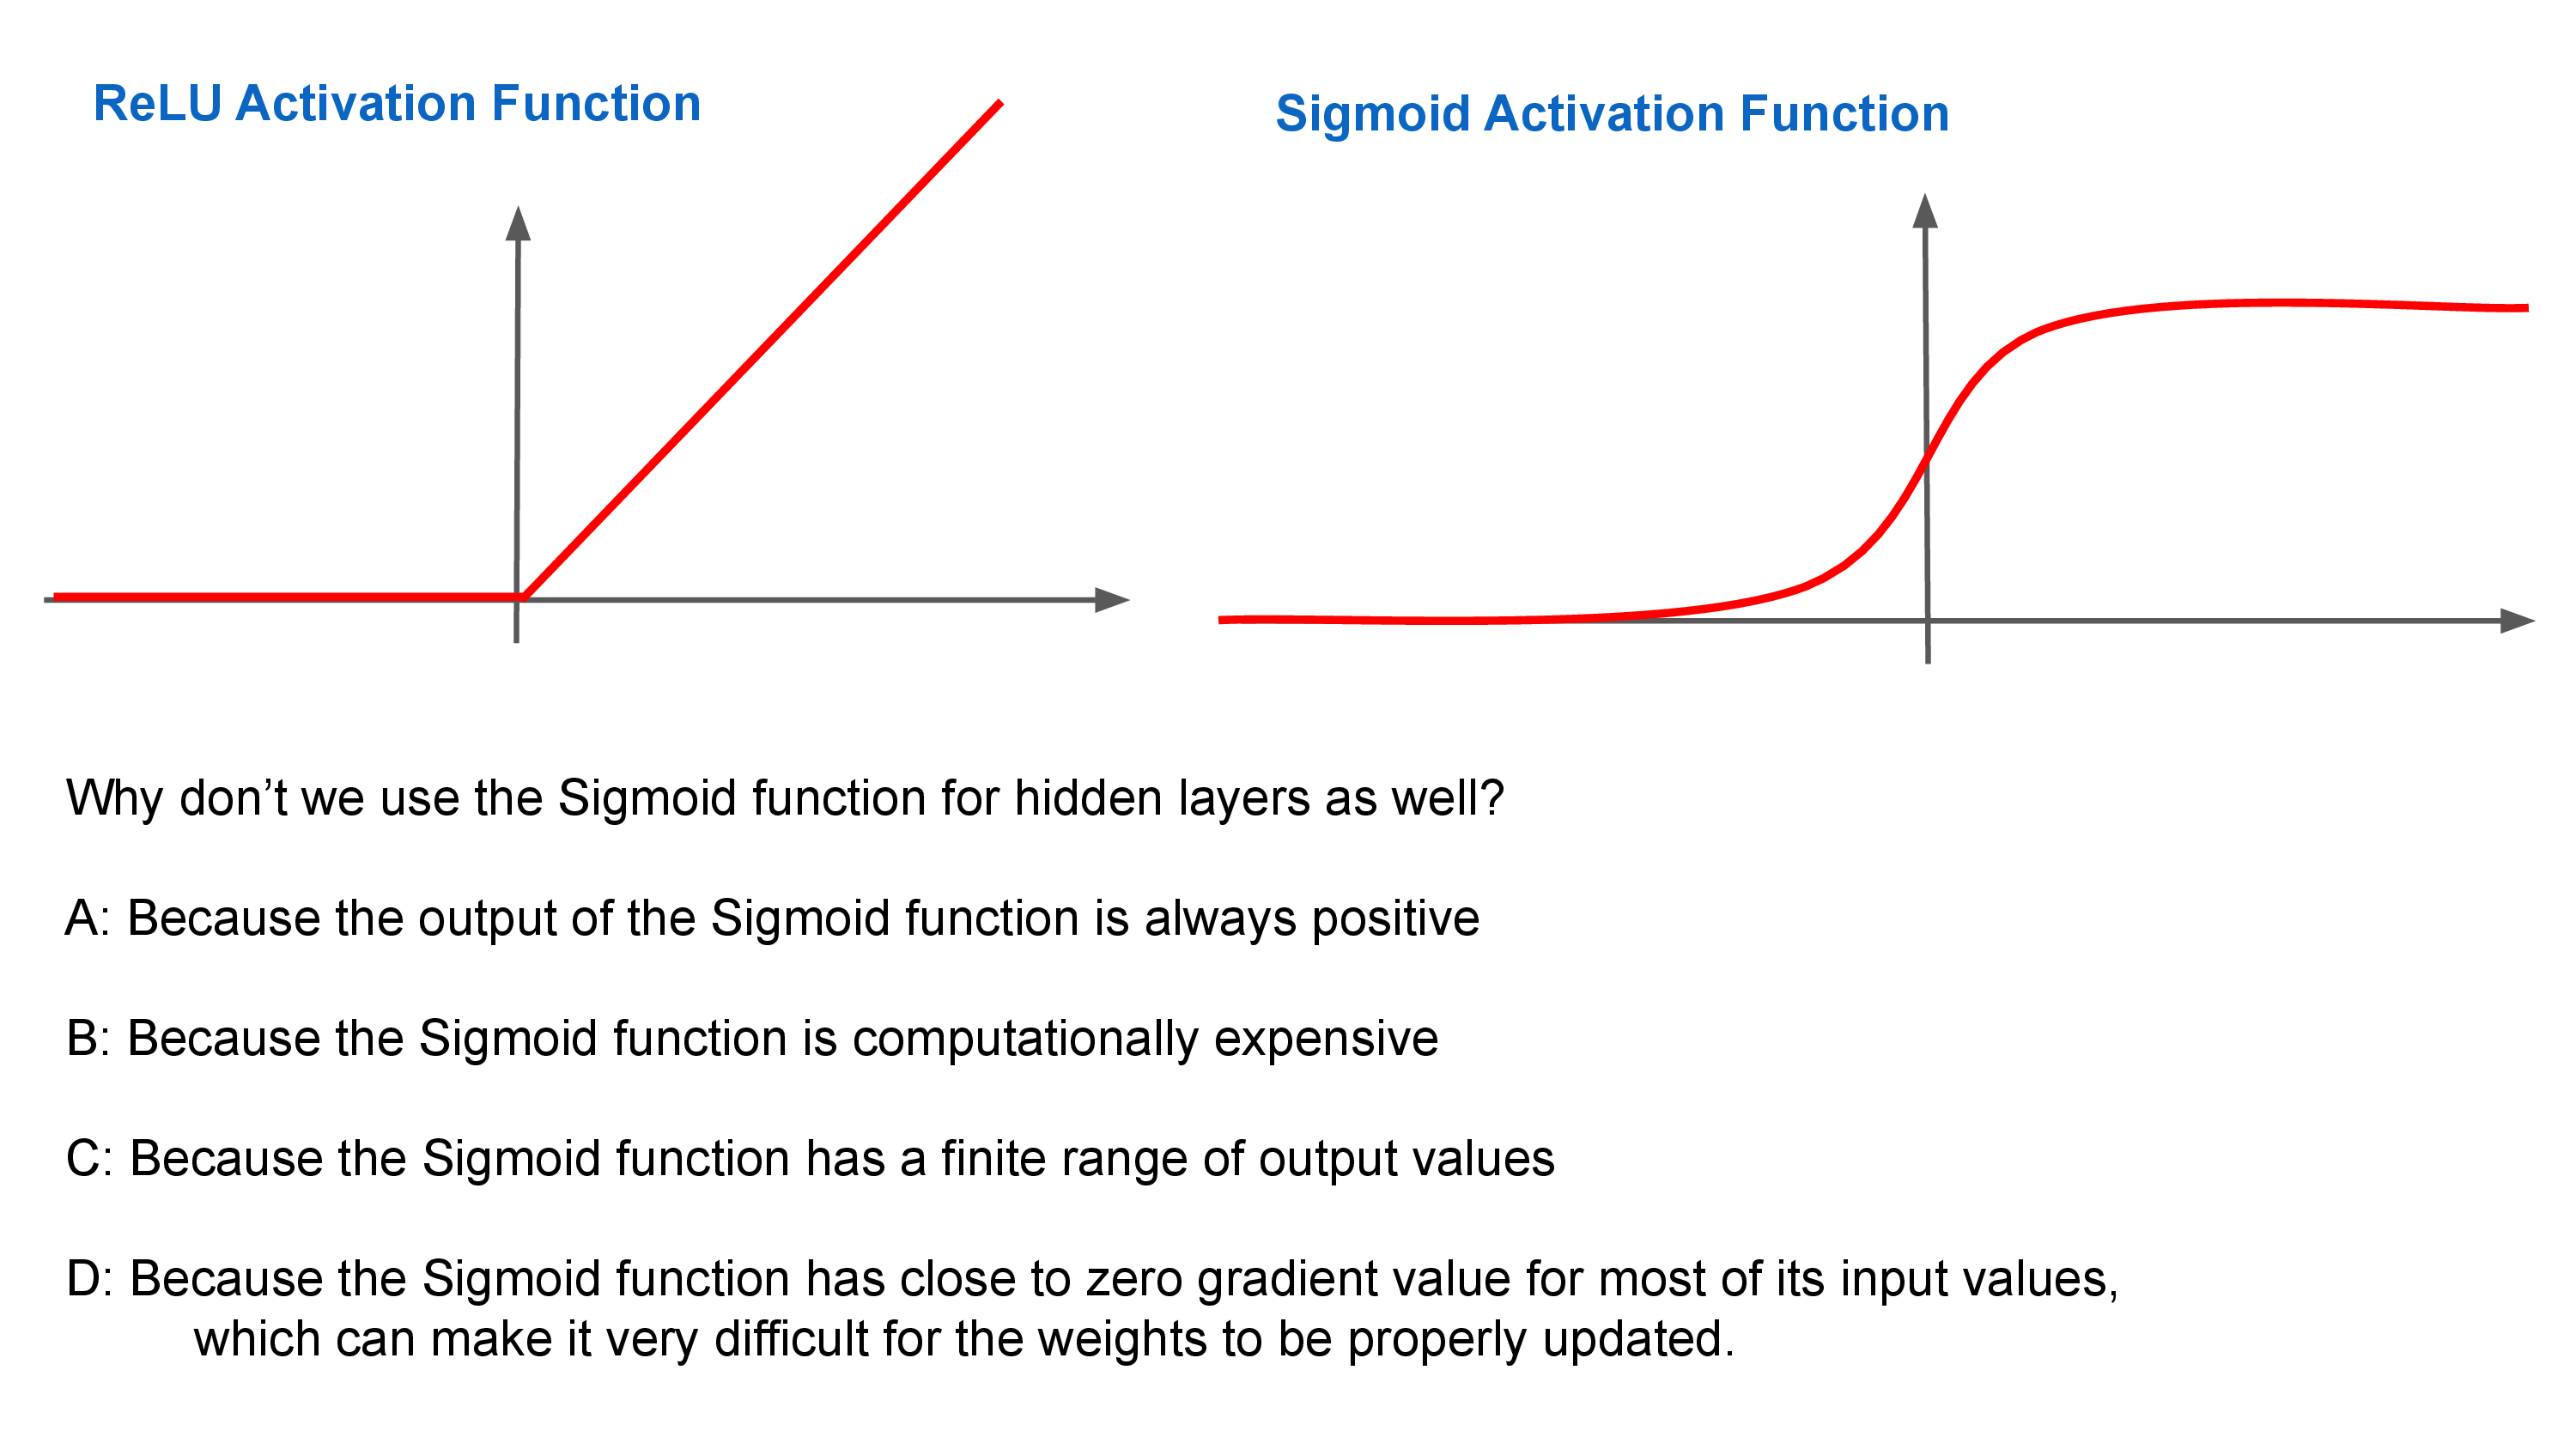 ReLU Activation Function
Sigmoid Activation Function
Why don’t we use the Sigmoid function for hidden layers as well?
A: Because the output of the Sigmoid function is always positive
B: Because the Sigmoid function is computationally expensive
C: Because the Sigmoid function has a finite range of output values
D: Because the Sigmoid function has close to zero gradient value for most of its input values,
which can make it very difficult for the weights to be properly updated.